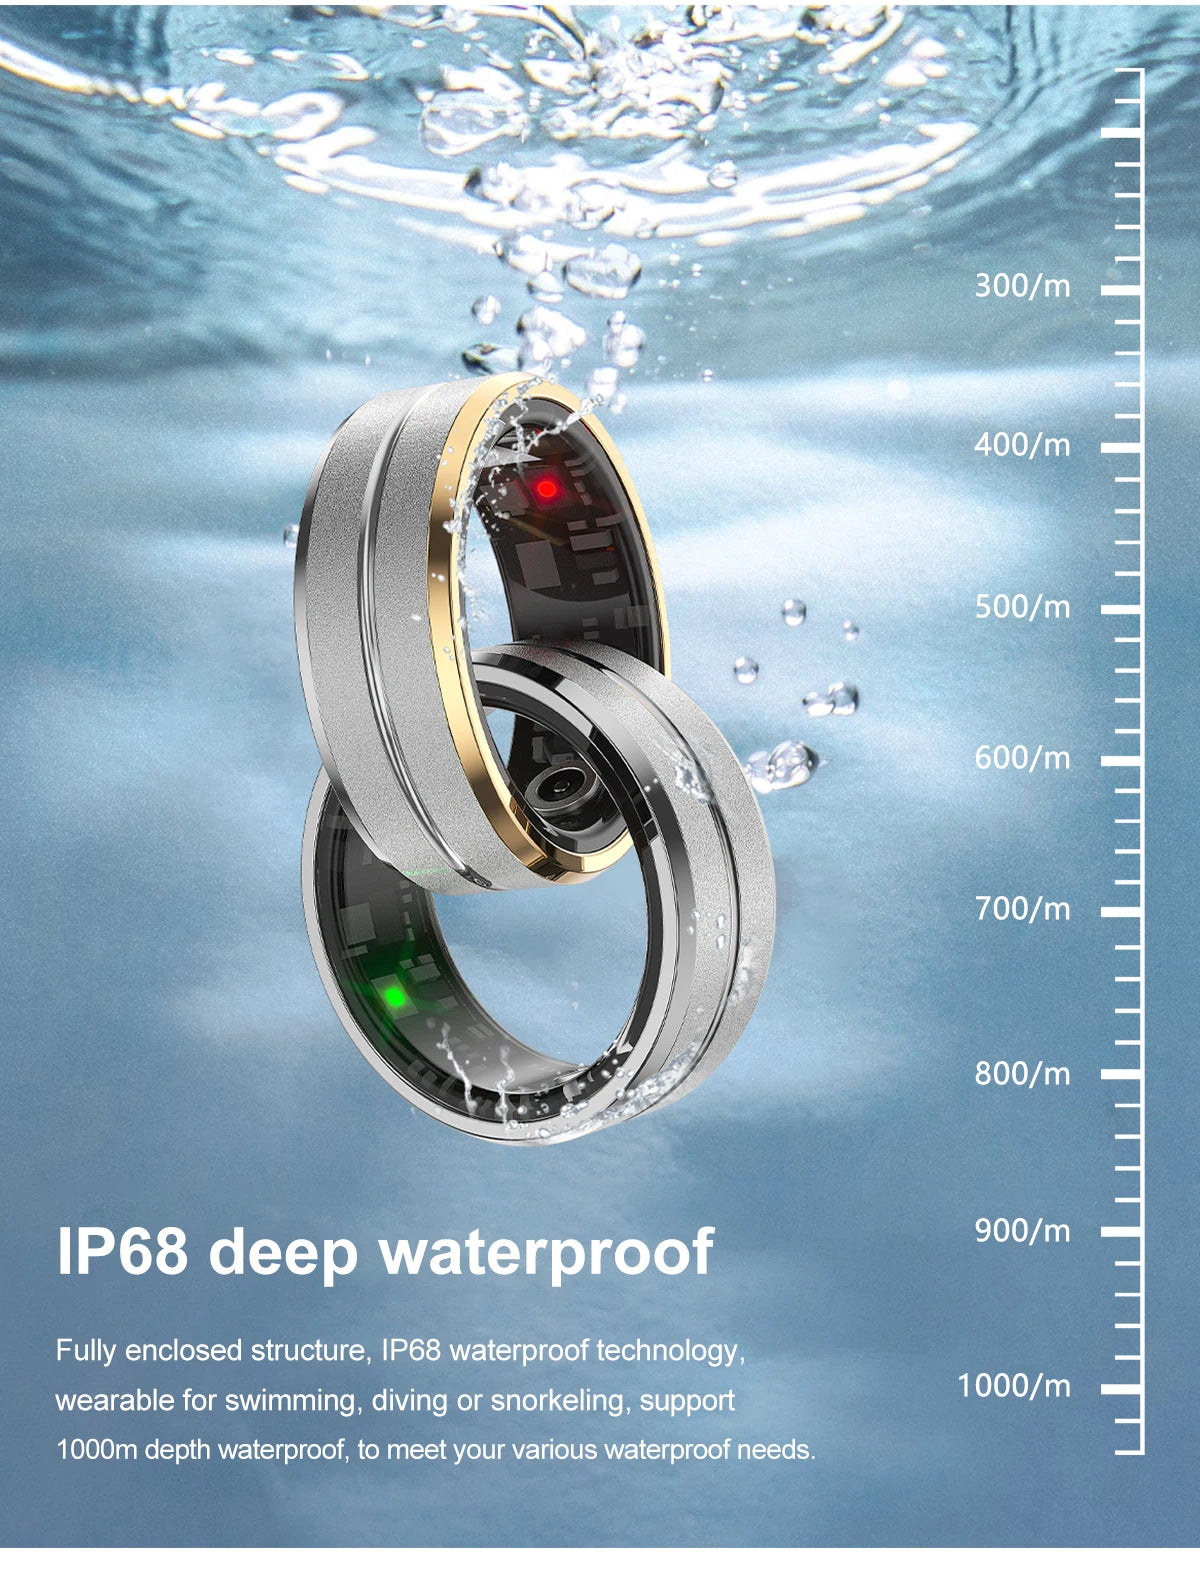 300/m
400/m
500/m
600/m
700/m
800/m
900/m
1000/m
IP68 deep waterproof
Fully enclosed structure, IP68 waterproof technology,
wearable for swimming, diving or snorkeling, support
1000m depth waterproof, to meet your various waterproof needs.